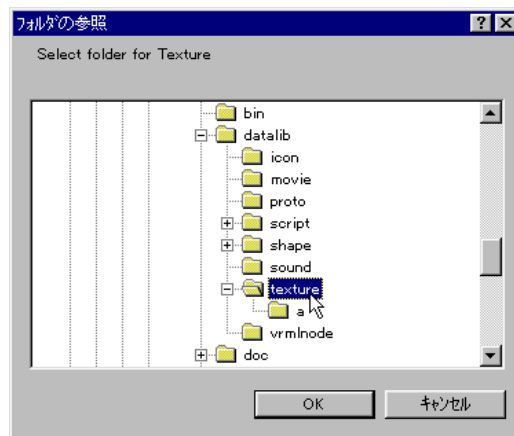 フォルダの参照
Select folder for Texture
bin
datalib
icon
movie
proto
script
shape
sound
texture
a
vrmlnode
doc
OK
キャンセル